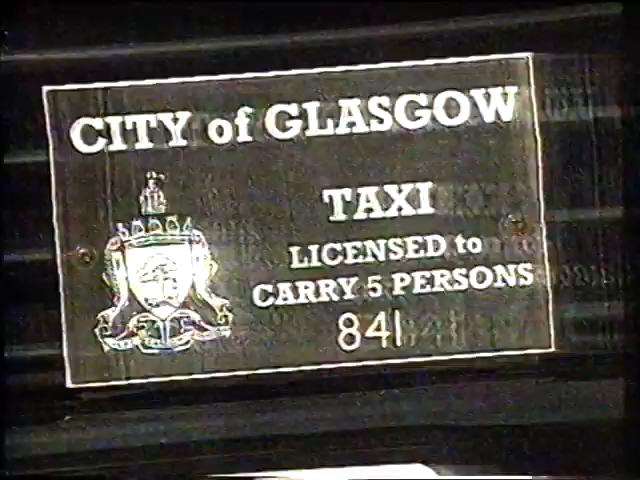 CITY of GLASGOW
TAXI
LICENSED to
CARRY 5 PERSONS
841